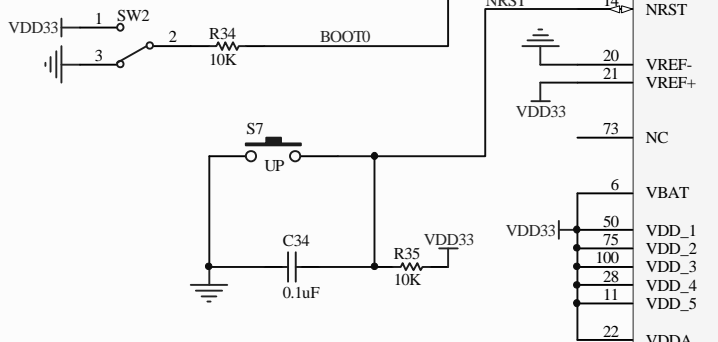 NRST
14
NRST
1
SW2
VDD33
2
R34
BOOT0
3
10K
20
VREF-
21
VREF+
VDD33
S7
73
NC
UP
6
VBAT
VDD33
50
VDD_1
C34
VDD33
75
VDD_2
R35
100
VDD_3
10K
28
VDD_4
0.1uF
11
VDD_5
22
VDDA